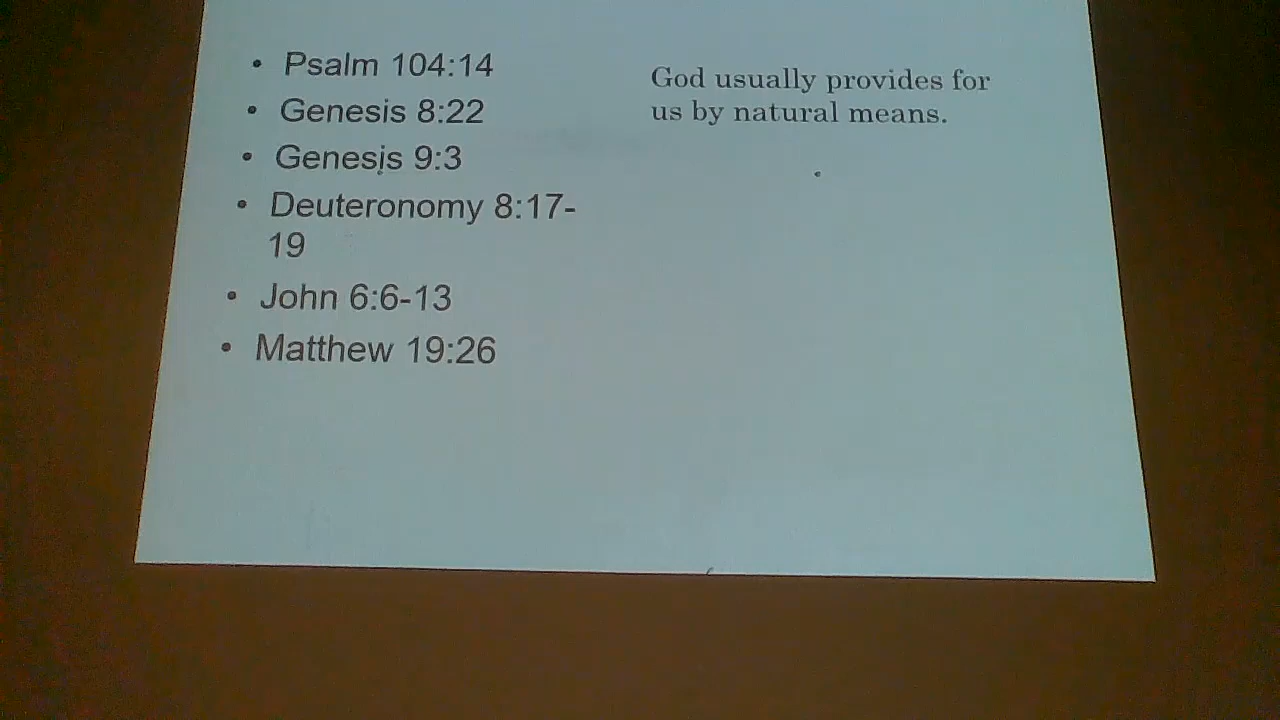 • Psalm 104:14
• Genesis 8:22
• Genesis 9:3
• Deuteronomy 8:17-
19
• John 6:6-13
• Matthew 19:26
God usually provides for
us by natural means.